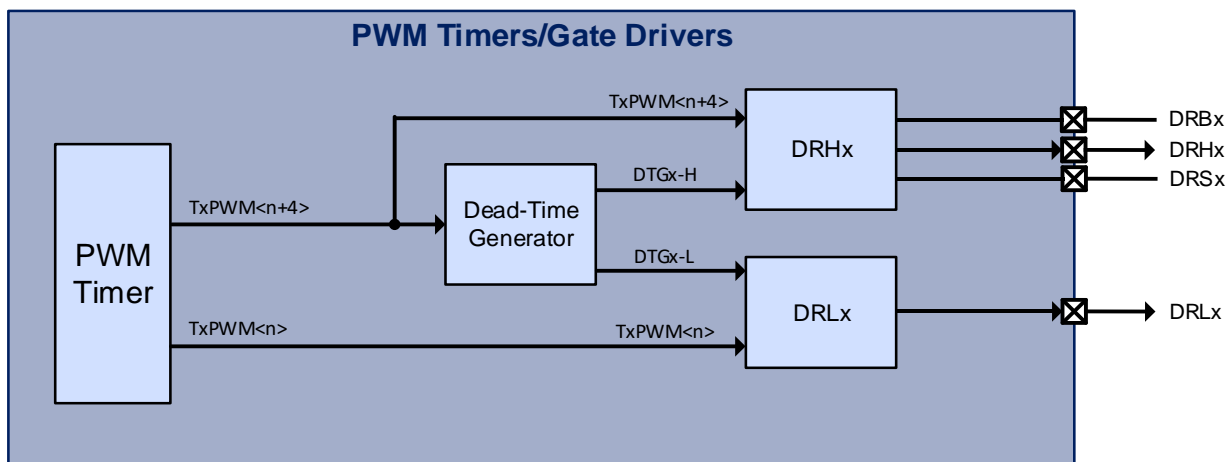 PWM Timers/Gate Drivers
TxPWM<n+4>
DRHx
DRBx
DRHx
DRSx
DTGx-H
TxPWM<n+4>
Dead-Time
Generator
PWM
Timer
DTGx-L
DRLx
DRLx
TxPWM<n>
TxPWM<n>